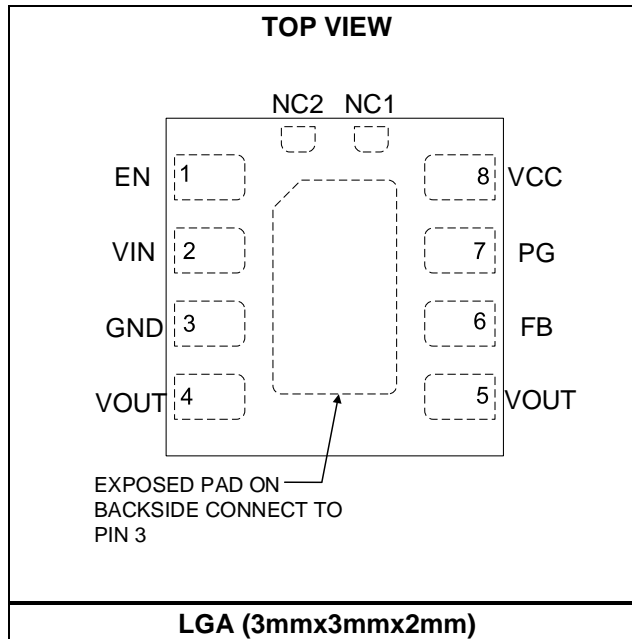 TOP VIEW
NC2 NC1
EN 1 8 VCC
VIN 2 7 PG
GND 3 6 FB
VOUT 4 5 VOUT
EXPOSED PAD ON
BACKSIDE CONNECT TO
PIN 3
LGA (3mmx3mmx2mm)